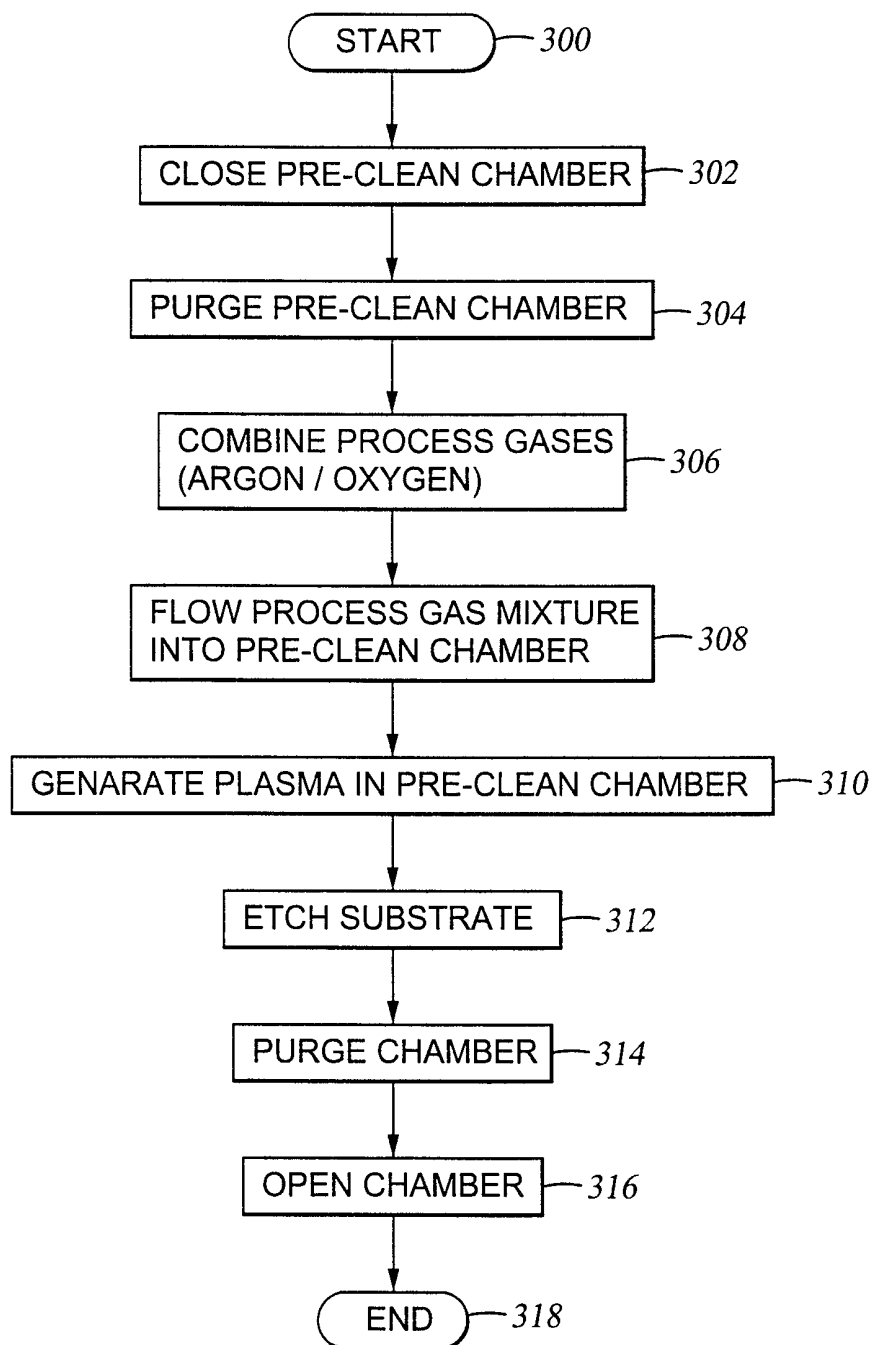 START 300
CLOSE PRE-CLEAN CHAMBER 302
PURGE PRE-CLEAN CHAMBER 304
COMBINE PROCESS GASES
(ARGON / OXYGEN) 306
FLOW PROCESS GAS MIXTURE
INTO PRE-CLEAN CHAMBER 308
GENARATE PLASMA IN PRE-CLEAN CHAMBER 310
ETCH SUBSTRATE 312
PURGE CHAMBER 314
OPEN CHAMBER 316
END 318